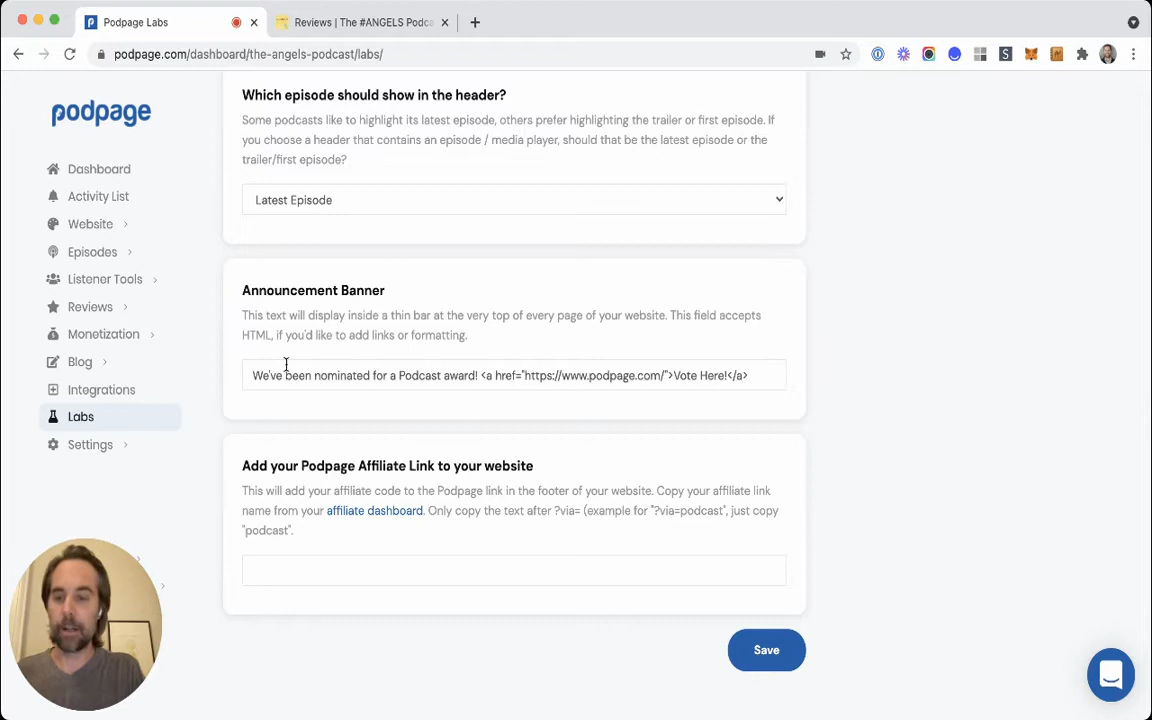 Podpage Labs
Reviews | The #ANGELS Podca
podpage.com/dashboard/the-angels-podcast/labs/
podpage
Dashboard
Activity List
Website
Episodes
Listener Tools
Reviews
Monetization
Blog
Integrations
Labs
Settings
Which episode should show in the header?
Some podcasts like to highlight its latest episode, others prefer highlighting the trailer or first episode. If
you choose a header that contains an episode / media player, should that be the latest episode or the
trailer/first episode?
Latest Episode
Announcement Banner
This text will display inside a thin bar at the very top of every page of your website. This field accepts
HTML, if you'd like to add links or formatting.
We've been nominated for a Podcast award! <a href="https://www.podpage.com/">Vote Here!</a>
Add your Podpage Affiliate Link to your website
This will add your affiliate code to the Podpage link in the footer of your website. Copy your affiliate link
name from your affiliate dashboard. Only copy the text after ?via= (example for "?via=podcast", just copy
"podcast".
Save